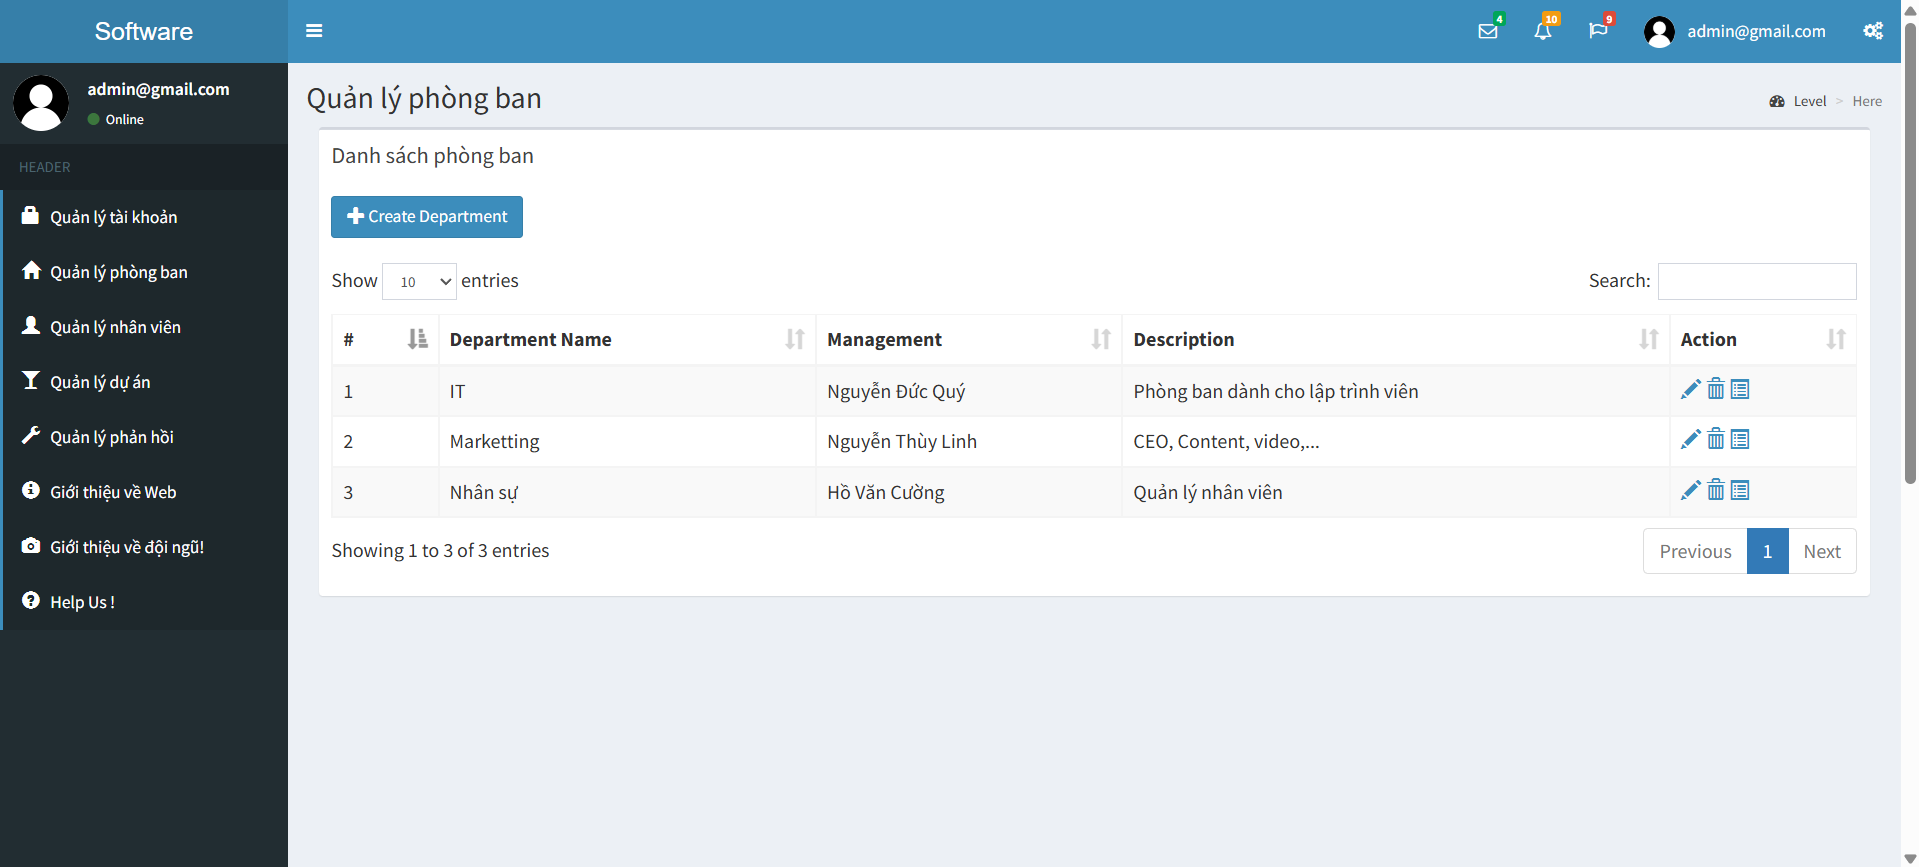 Software
4
10
9
admin@gmail.com
admin@gmail.com
Online
HEADER
Quản lý tài khoản
Quản lý phòng ban
Quản lý nhân viên
Quản lý dự án
Quản lý phản hồi
Giới thiệu về Web
Giới thiệu về đội ngũ!
Help Us !
Quản lý phòng ban
Level > Here
Danh sách phòng ban
Create Department
Show 10 entries
Search:
# Department Name Management Description Action
1 IT Nguyễn Đức Quý Phòng ban dành cho lập trình viên
2 Marketting Nguyễn Thùy Linh CEO, Content, video,...
3 Nhân sự Hồ Văn Cường Quản lý nhân viên
Showing 1 to 3 of 3 entries
Previous 1 Next